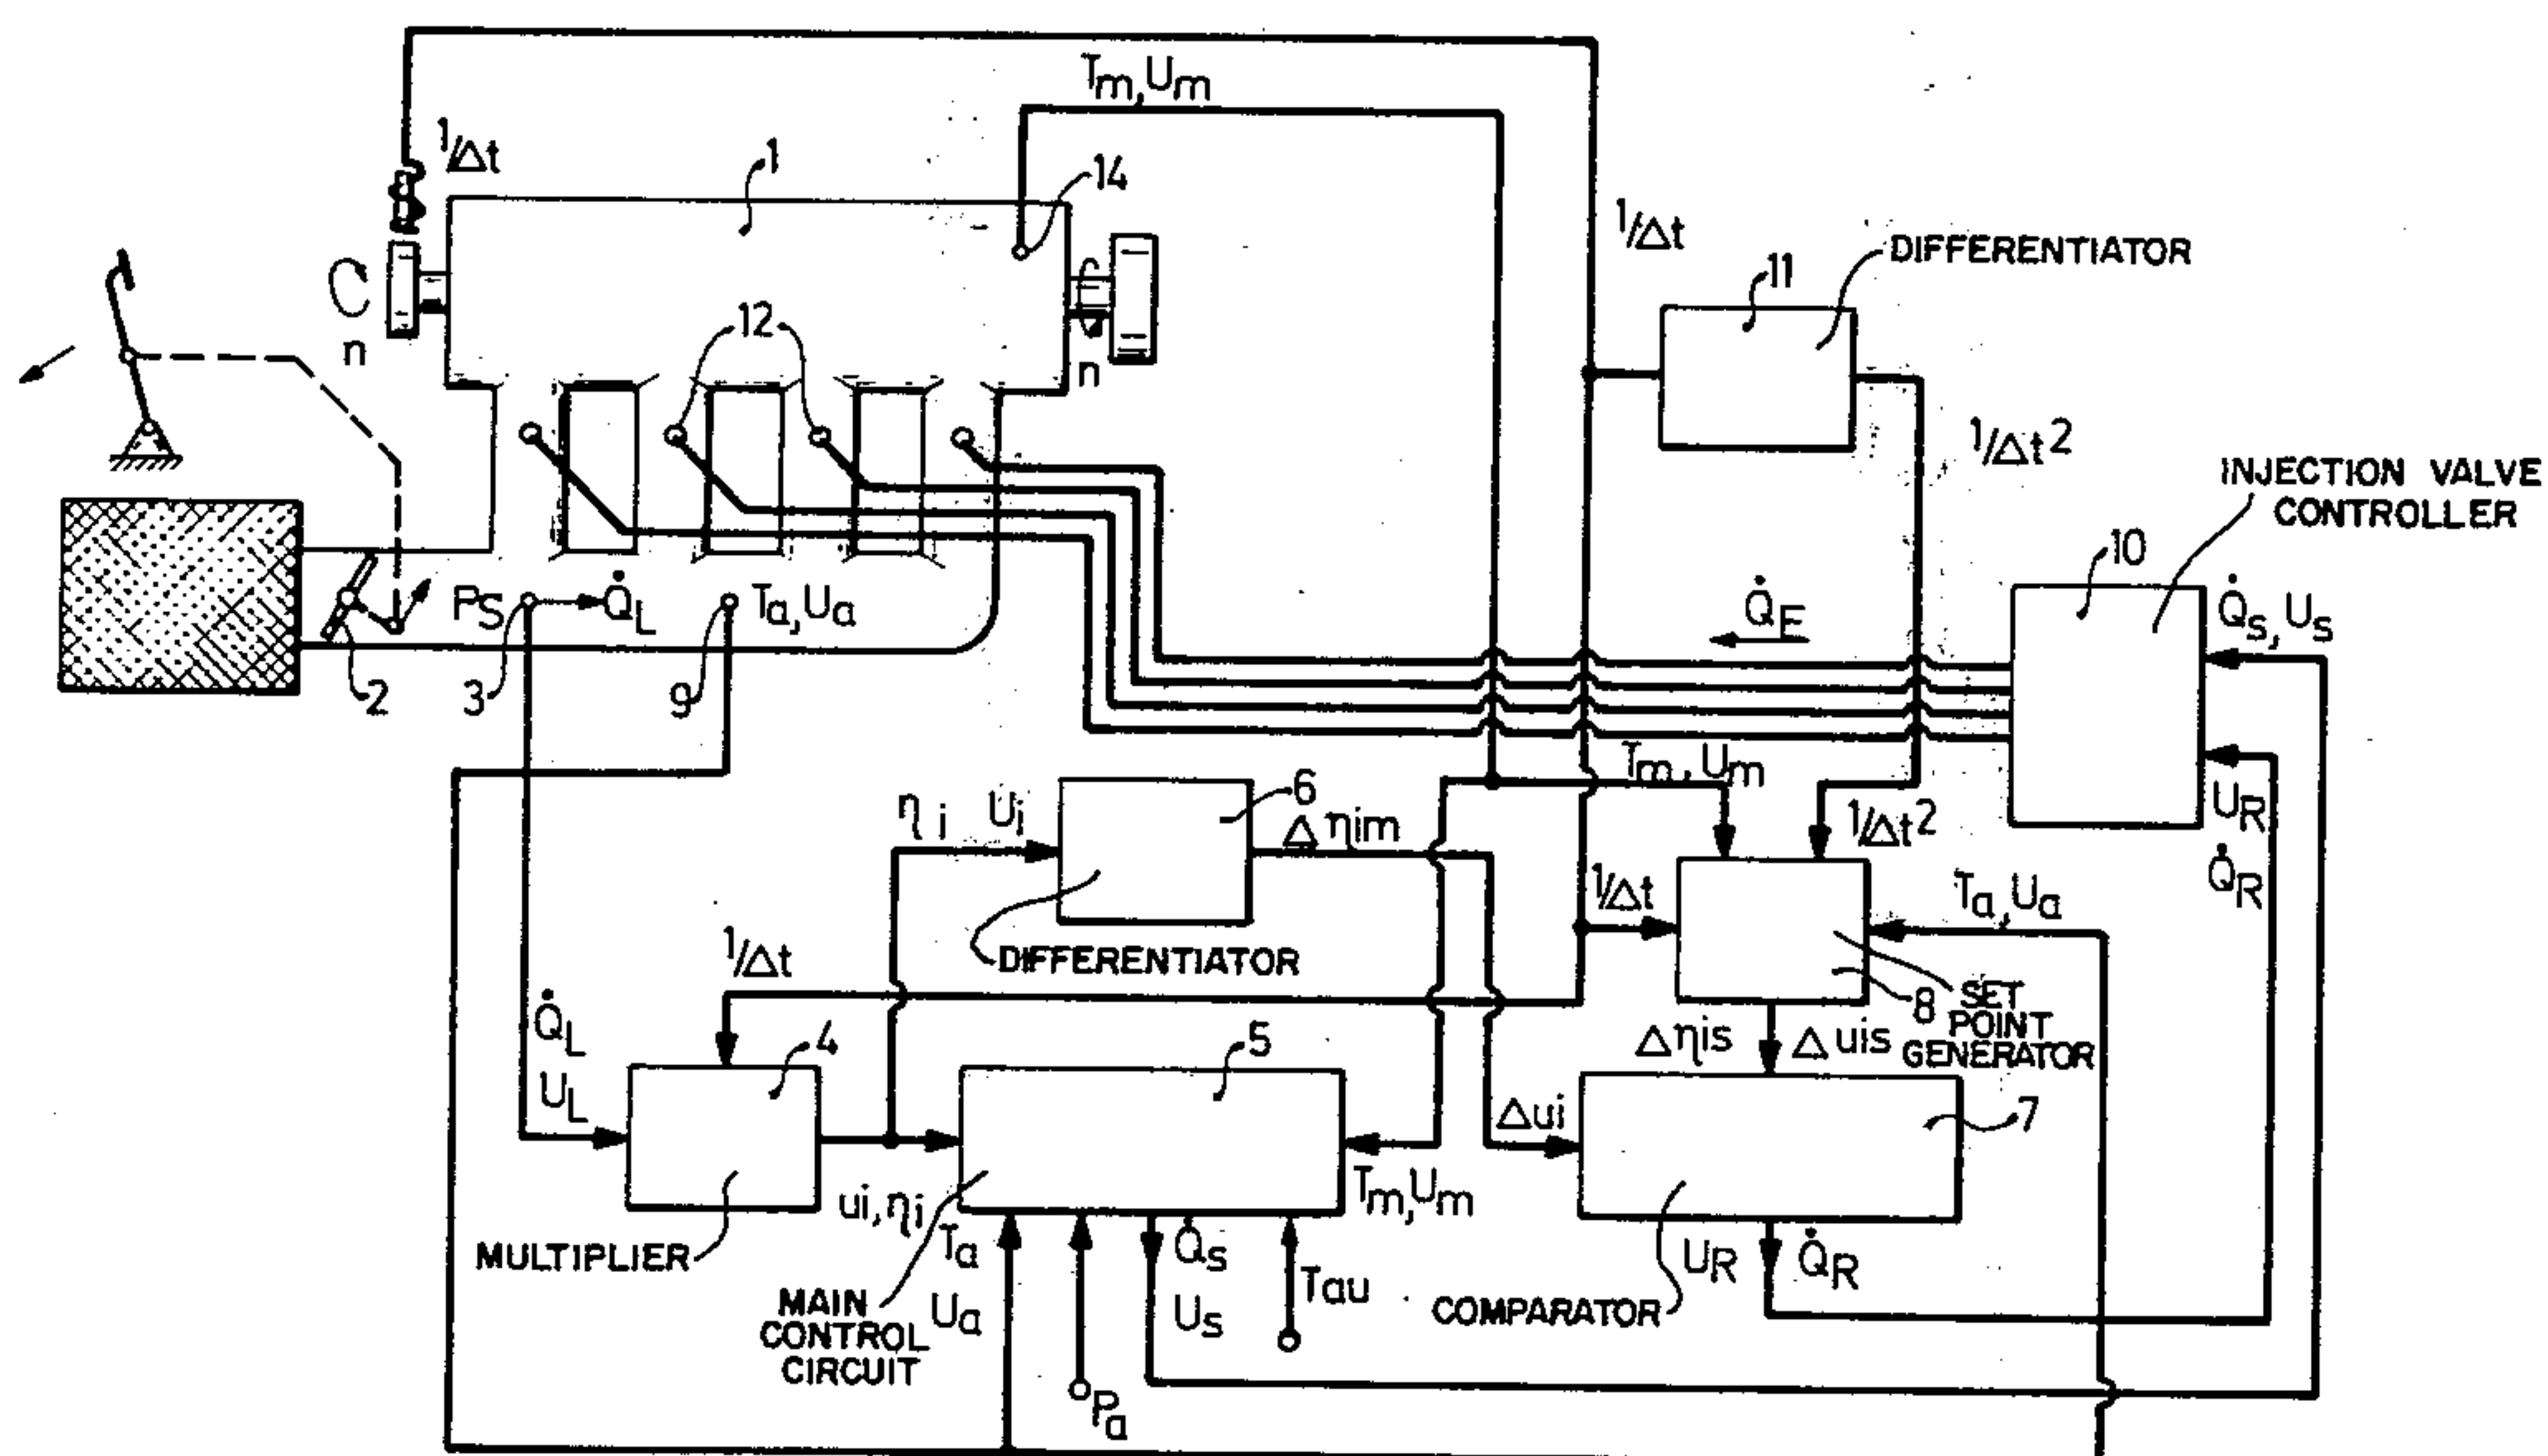 Tm, Um
1/Δt
1
14
1/Δt
DIFFERENTIATOR
11
n
12
n
1/Δt2
INJECTION VALVE
CONTROLLER
10
PS
Q̇L
Ta, Ua
Q̇E
Q̇s, Us
2
3
9
Tm, Um
UR
Q̇R
ηi Ui
6
Δηim
1/Δt2
1/Δt
Ta, Ua
DIFFERENTIATOR
1/Δt
8
SET
POINT
GENERATOR
Q̇L
UL
4
5
Δηis
Δuis
Δui
7
ui, ηi
Tm, Um
MULTIPLIER
Ta
Ua
Q̇s
Us
Tau
UR
Q̇R
MAIN
CONTROL
CIRCUIT
COMPARATOR
Pa